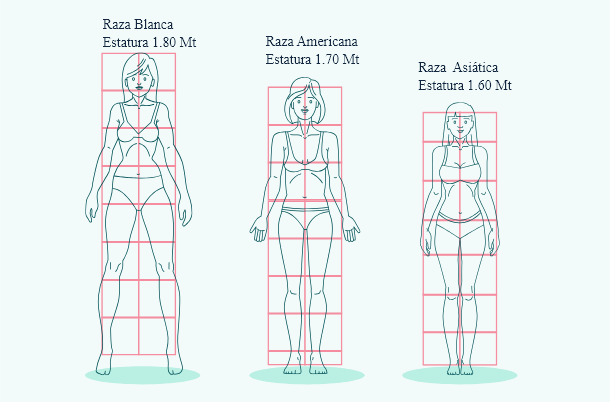 Raza Blanca
Estatura 1.80 Mt
Raza Americana
Estatura 1.70 Mt
Raza Asiática
Estatura 1.60 Mt